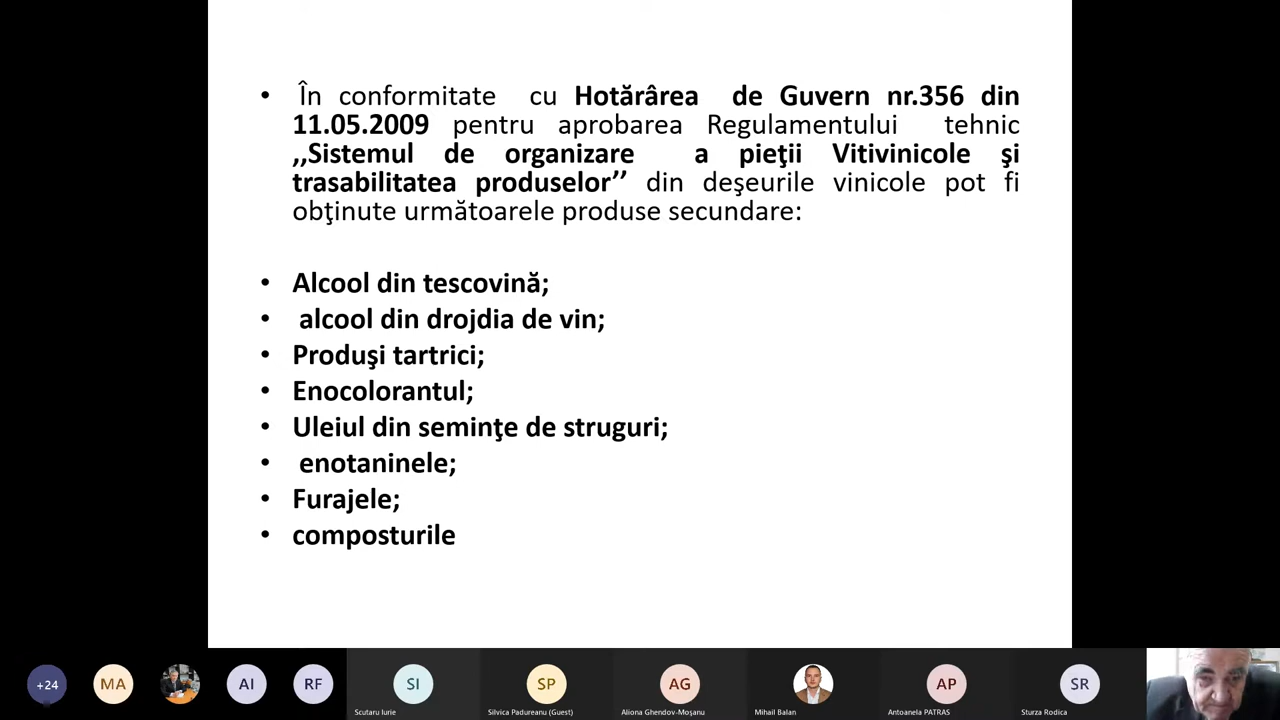 • În conformitate cu Hotărârea de Guvern nr.356 din
11.05.2009 pentru aprobarea Regulamentului tehnic
,,Sistemul de organizare a pieţii Vitivinicole şi
trasabilitatea produselor’’ din deşeurile vinicole pot fi
obţinute următoarele produse secundare:
• Alcool din tescovină;
• alcool din drojdia de vin;
• Produşi tartrici;
• Enocolorantul;
• Uleiul din seminţe de struguri;
• enotaninele;
• Furajele;
• composturile
+24
MA
AI
RF
SI
SP
AG
AP
SR
Scutaru Iurie
Silvica Padureanu (Guest)
Aliona Ghendov-Moşanu
Mihail Balan
Antoanela PATRAS
Sturza Rodica